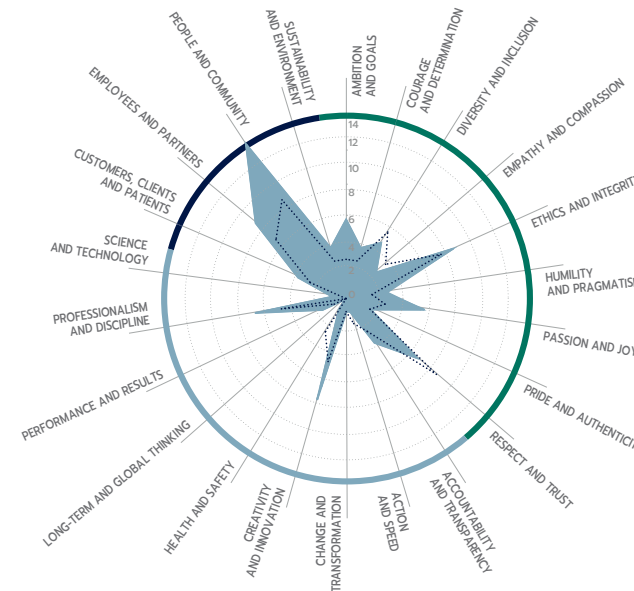 AMBITION
AND GOALS
COURAGE
AND DETERMINATION
DIVERSITY AND INCLUSION
EMPATHY AND COMPASSION
ETHICS AND INTEGRIT
HUMILITY
AND PRAGMATIS
PASSION AND JOY
PRIDE AND AUTHENTICI
RESPECT AND TRUST
ACCOUNTABILITY
AND TRANSPARENCY
ACTION
AND SPEED
CHANGE AND
TRANSFORMATION
CREATIVITY
AND INNOVATION
HEALTH AND SAFETY
LONG-TERM AND GLOBAL THINKING
PERFORMANCE AND RESULTS
PROFESSIONALISM
AND DISCIPLINE
SCIENCE
AND TECHNOLOGY
CUSTOMERS, CLIENTS
AND PATIENTS
EMPLOYEES AND PARTNERS
PEOPLE AND COMMUNITY
SUSTAINABILITY
AND ENVIRONMENT
14
12
10
8
6
4
2
0